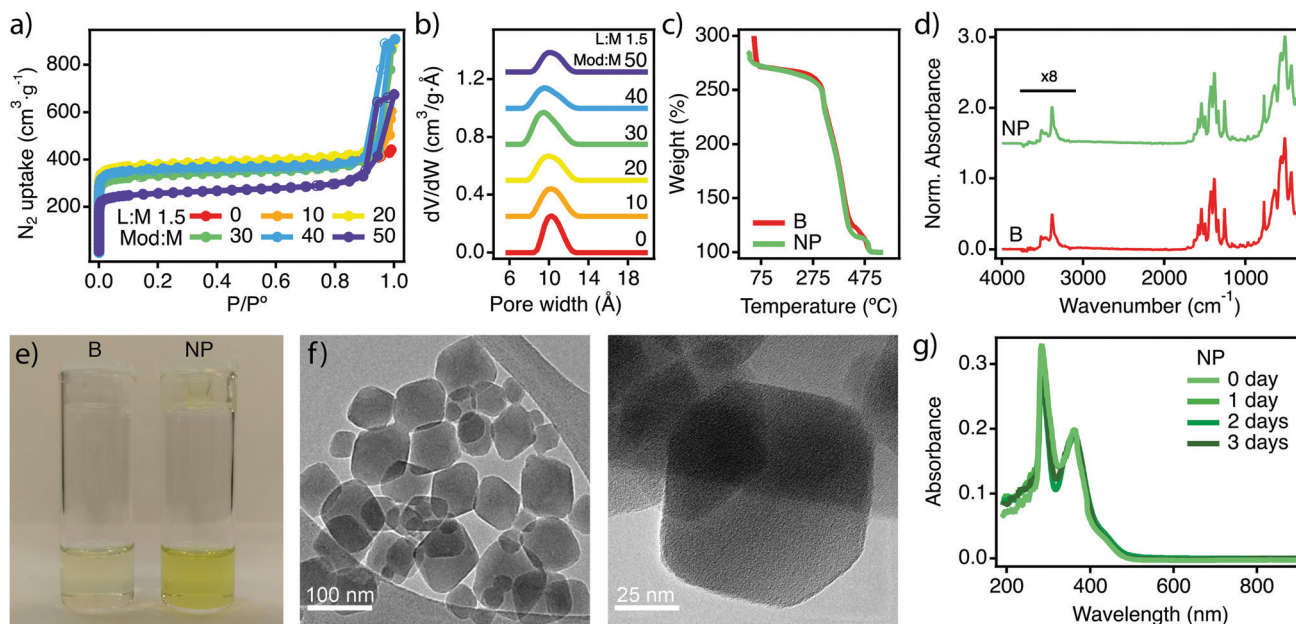 a)
N₂ uptake (cm³·g⁻¹)
800
600
400
200
L:M 1.5
Mod:M
0
10
20
30
40
50
0.0
0.2
0.4
0.6
0.8
1.0
P/Pº
b)
dV/dW (cm³/g·Å)
1.2
0.8
0.4
0.0
L:M 1.5
Mod:M 50
40
30
20
10
0
6
10
14
18
Pore width (Å)
c)
Weight (%)
300
250
200
150
100
B
NP
75
275
475
Temperature (ºC)
d)
Norm. Absorbance
3.0
2.0
1.0
0.0
x8
NP
B
4000
3000
2000
1000
Wavenumber (cm⁻¹)
e)
B
NP
f)
100 nm
25 nm
g)
Absorbance
0.3
0.2
0.1
0.0
NP
0 day
1 day
2 days
3 days
200
400
600
800
Wavelength (nm)